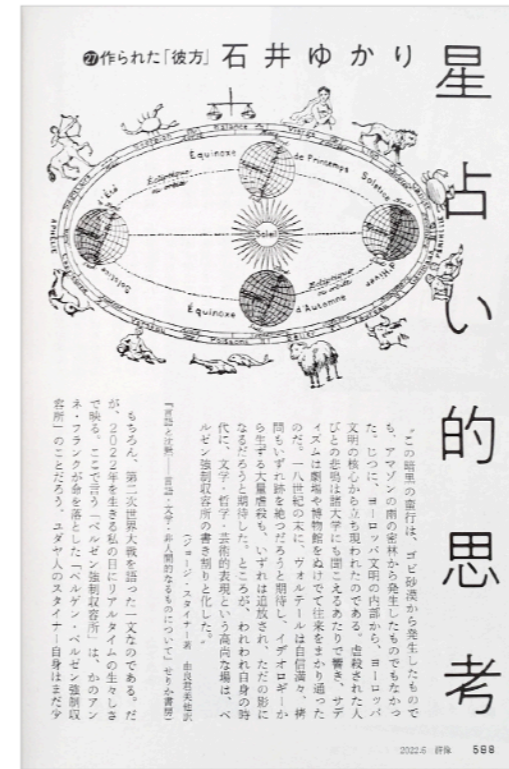 星占い的思考
㉗作られた「彼方」 石井ゆかり
Équinoxe
de Printemps
Écliptique
ou orbite
Solstice
Soleil
Écliptique
ou orbite
Équinoxe
d'Automne
“この暗黒の蛮行は、ゴビ砂漠から発生したもので
も、アマゾンの雨の密林から発生したものでもなかっ
た。じつに、ヨーロッパ文明の内部から、ヨーロッパ
文明の核心から立ち現われたのである。虐殺された人
びとの悲鳴は諸大学にも聞こえるあたりで響き、サデ
ィズムは劇場や博物館をぬけでて往来をまかり通った
のだ。一八世紀の末に、ヴォルテールは自信満々、拷
問もいずれ跡を絶つだろうと期待し、イデオロギーか
ら生ずる大量虐殺も、いずれは追放され、ただの影に
なるだろうと期待した。ところが、われわれ自身の時
代に、文学・哲学・芸術的表現という高尚な場は、ベ
ルゼン強制収容所の書き割りと化した。”
（ジョージ・スタイナー著　由良君美他訳
『言語と沈黙――言語・文学・非人間的なるものについて』せりか書房）
もちろん、第二次世界大戦を語った一文なのである。だ
が、2022年を生きる私の目にリアルタイムの生々しさ
で映る。ここで言う「ベルゼン強制収容所」は、かのアン
ネ・フランクが命を落とした「ベルゲン・ベルゼン強制収
容所」のことだろう。ユダヤ人のスタイナー自身はまだ少
2022.6 群像 588